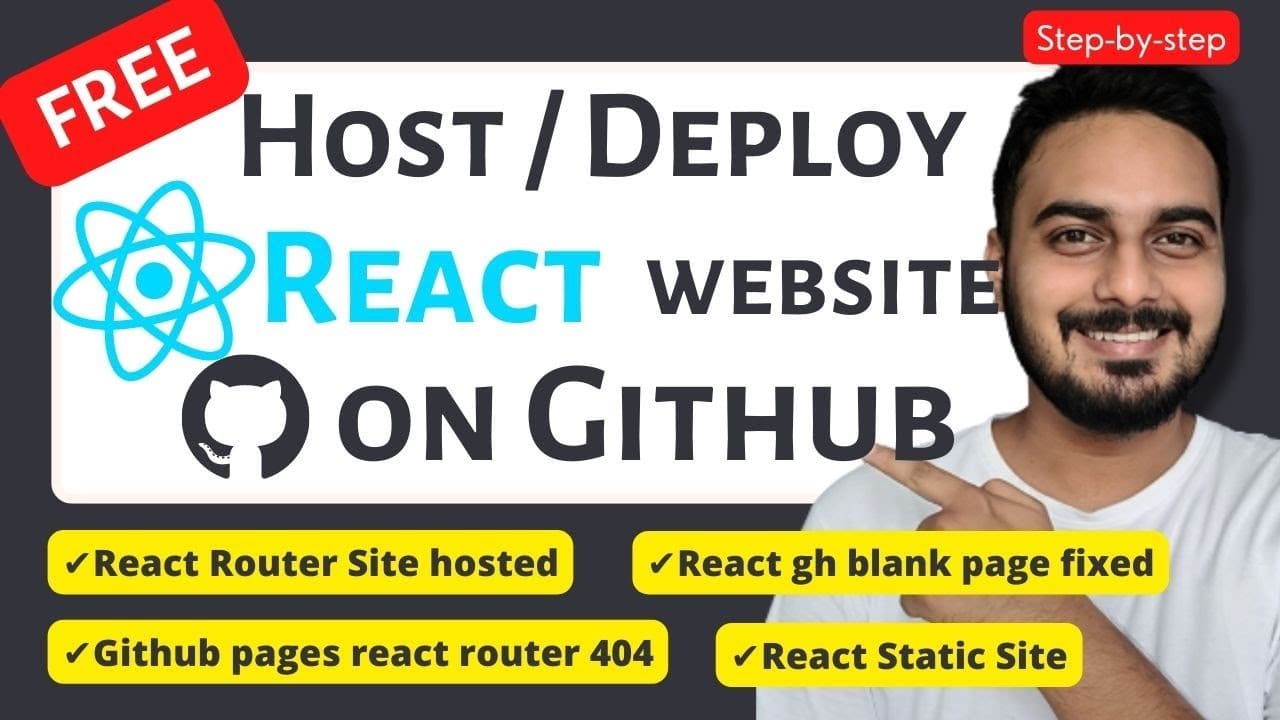 FREE
Step-by-step
Host / Deploy
React website
on Github
✔React Router Site hosted
✔React gh blank page fixed
✔Github pages react router 404
✔React Static Site